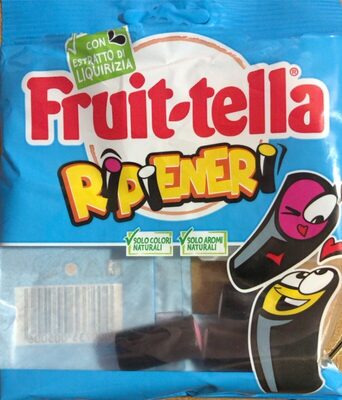 CON
ESTRATTO DI
LIQUIRIZIA
Fruit-tella®
RiPiENERi
SOLO COLORI
NATURALI
SOLO AROMI
NATURALI